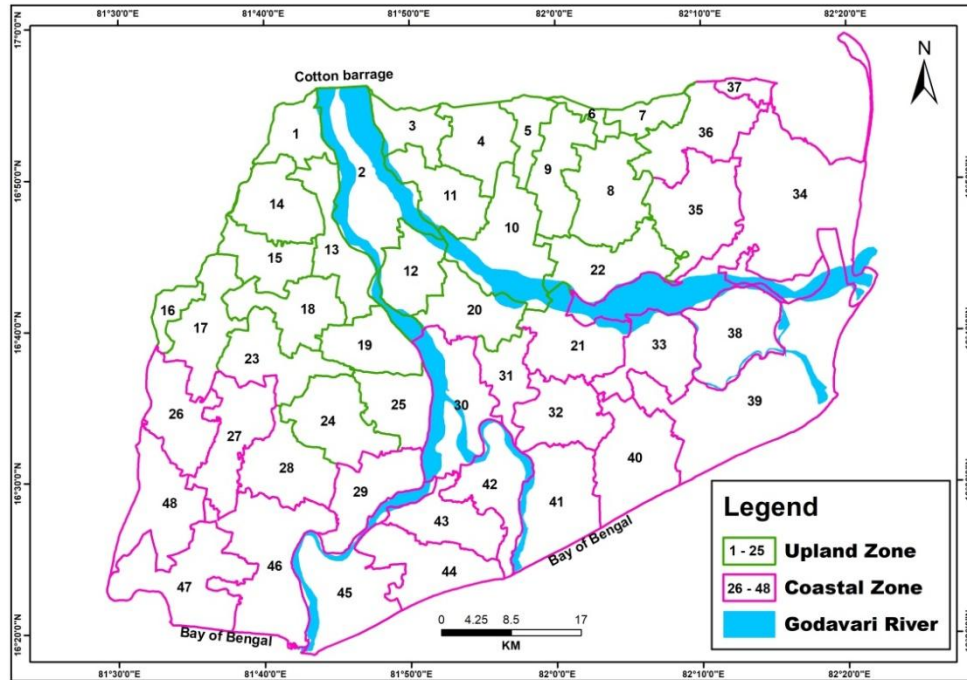 81°30'0"E 81°40'0"E 81°50'0"E 82°0'0"E 82°10'0"E 82°20'0"E
17°0'0"N
16°50'0"N
16°40'0"N
16°30'0"N
16°20'0"N
Cotton barrage
N
37
6
7
1
3
4
5
36
2
9
34
14
11
8
35
10
13
15
12
22
16
18
20
17
38
19
21
33
23
31
30
25
39
26
32
24
27
28
40
42
29
41
48
43
46
44
47
45
Bay of Bengal
Bay of Bengal
0 4.25 8.5 17
KM
Legend
1 - 25 Upland Zone
26 - 48 Coastal Zone
Godavari River
81°30'0"E 81°40'0"E 81°50'0"E 82°0'0"E 82°10'0"E 82°20'0"E